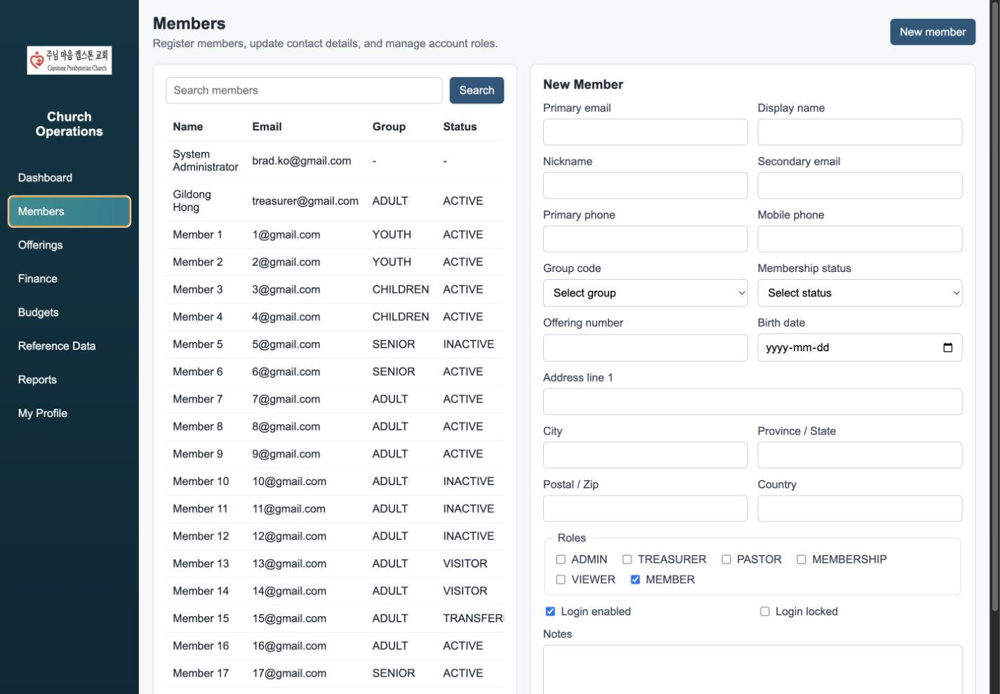 주님 마음 캡스톤 교회
Capstone Presbyterian Church
Church
Operations
Dashboard
Members
Offerings
Finance
Budgets
Reference Data
Reports
My Profile
Members
Register members, update contact details, and manage account roles.
New member
Search members
Search
Name Email Group Status
System
Administrator
brad.ko@gmail.com - -
Gildong
Hong
treasurer@gmail.com ADULT ACTIVE
Member 1 1@gmail.com YOUTH ACTIVE
Member 2 2@gmail.com YOUTH ACTIVE
Member 3 3@gmail.com CHILDREN ACTIVE
Member 4 4@gmail.com CHILDREN ACTIVE
Member 5 5@gmail.com SENIOR INACTIVE
Member 6 6@gmail.com SENIOR ACTIVE
Member 7 7@gmail.com ADULT ACTIVE
Member 8 8@gmail.com ADULT ACTIVE
Member 9 9@gmail.com ADULT ACTIVE
Member 10 10@gmail.com ADULT INACTIVE
Member 11 11@gmail.com ADULT INACTIVE
Member 12 12@gmail.com ADULT INACTIVE
Member 13 13@gmail.com ADULT VISITOR
Member 14 14@gmail.com ADULT VISITOR
Member 15 15@gmail.com ADULT TRANSFER
Member 16 16@gmail.com ADULT ACTIVE
Member 17 17@gmail.com SENIOR ACTIVE
New Member
Primary email Display name
Nickname Secondary email
Primary phone Mobile phone
Group code Membership status
Select group Select status
Offering number Birth date
yyyy-mm-dd
Address line 1
City Province / State
Postal / Zip Country
Roles
ADMIN TREASURER PASTOR MEMBERSHIP
VIEWER MEMBER
Login enabled Login locked
Notes